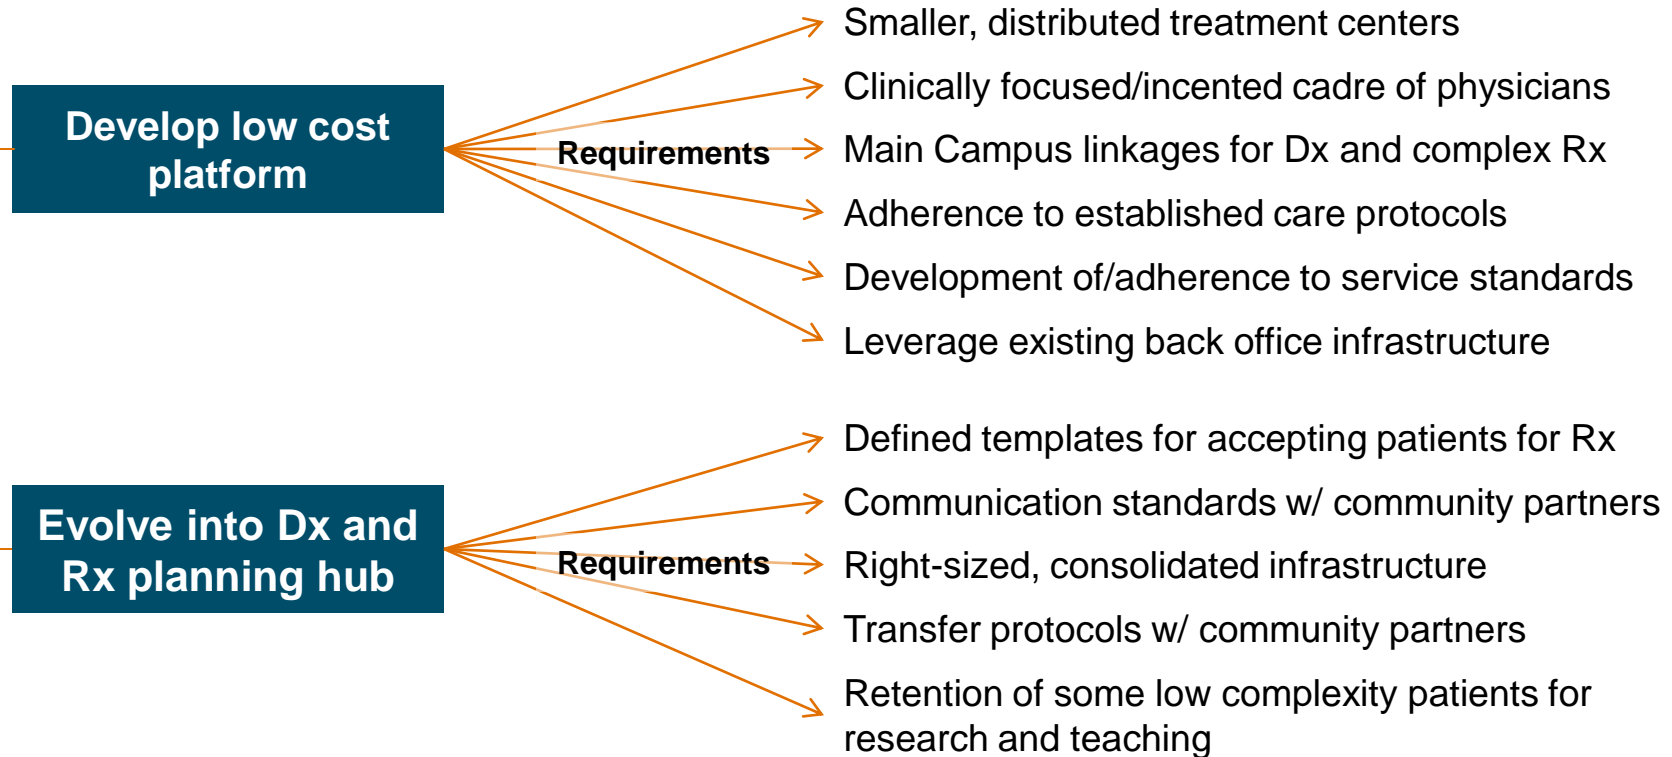 Develop low cost
platform
Requirements
Smaller, distributed treatment centers
Clinically focused/incented cadre of physicians
Main Campus linkages for Dx and complex Rx
Adherence to established care protocols
Development of/adherence to service standards
Leverage existing back office infrastructure
Evolve into Dx and
Rx planning hub
Requirements
Defined templates for accepting patients for Rx
Communication standards w/ community partners
Right-sized, consolidated infrastructure
Transfer protocols w/ community partners
Retention of some low complexity patients for
research and teaching